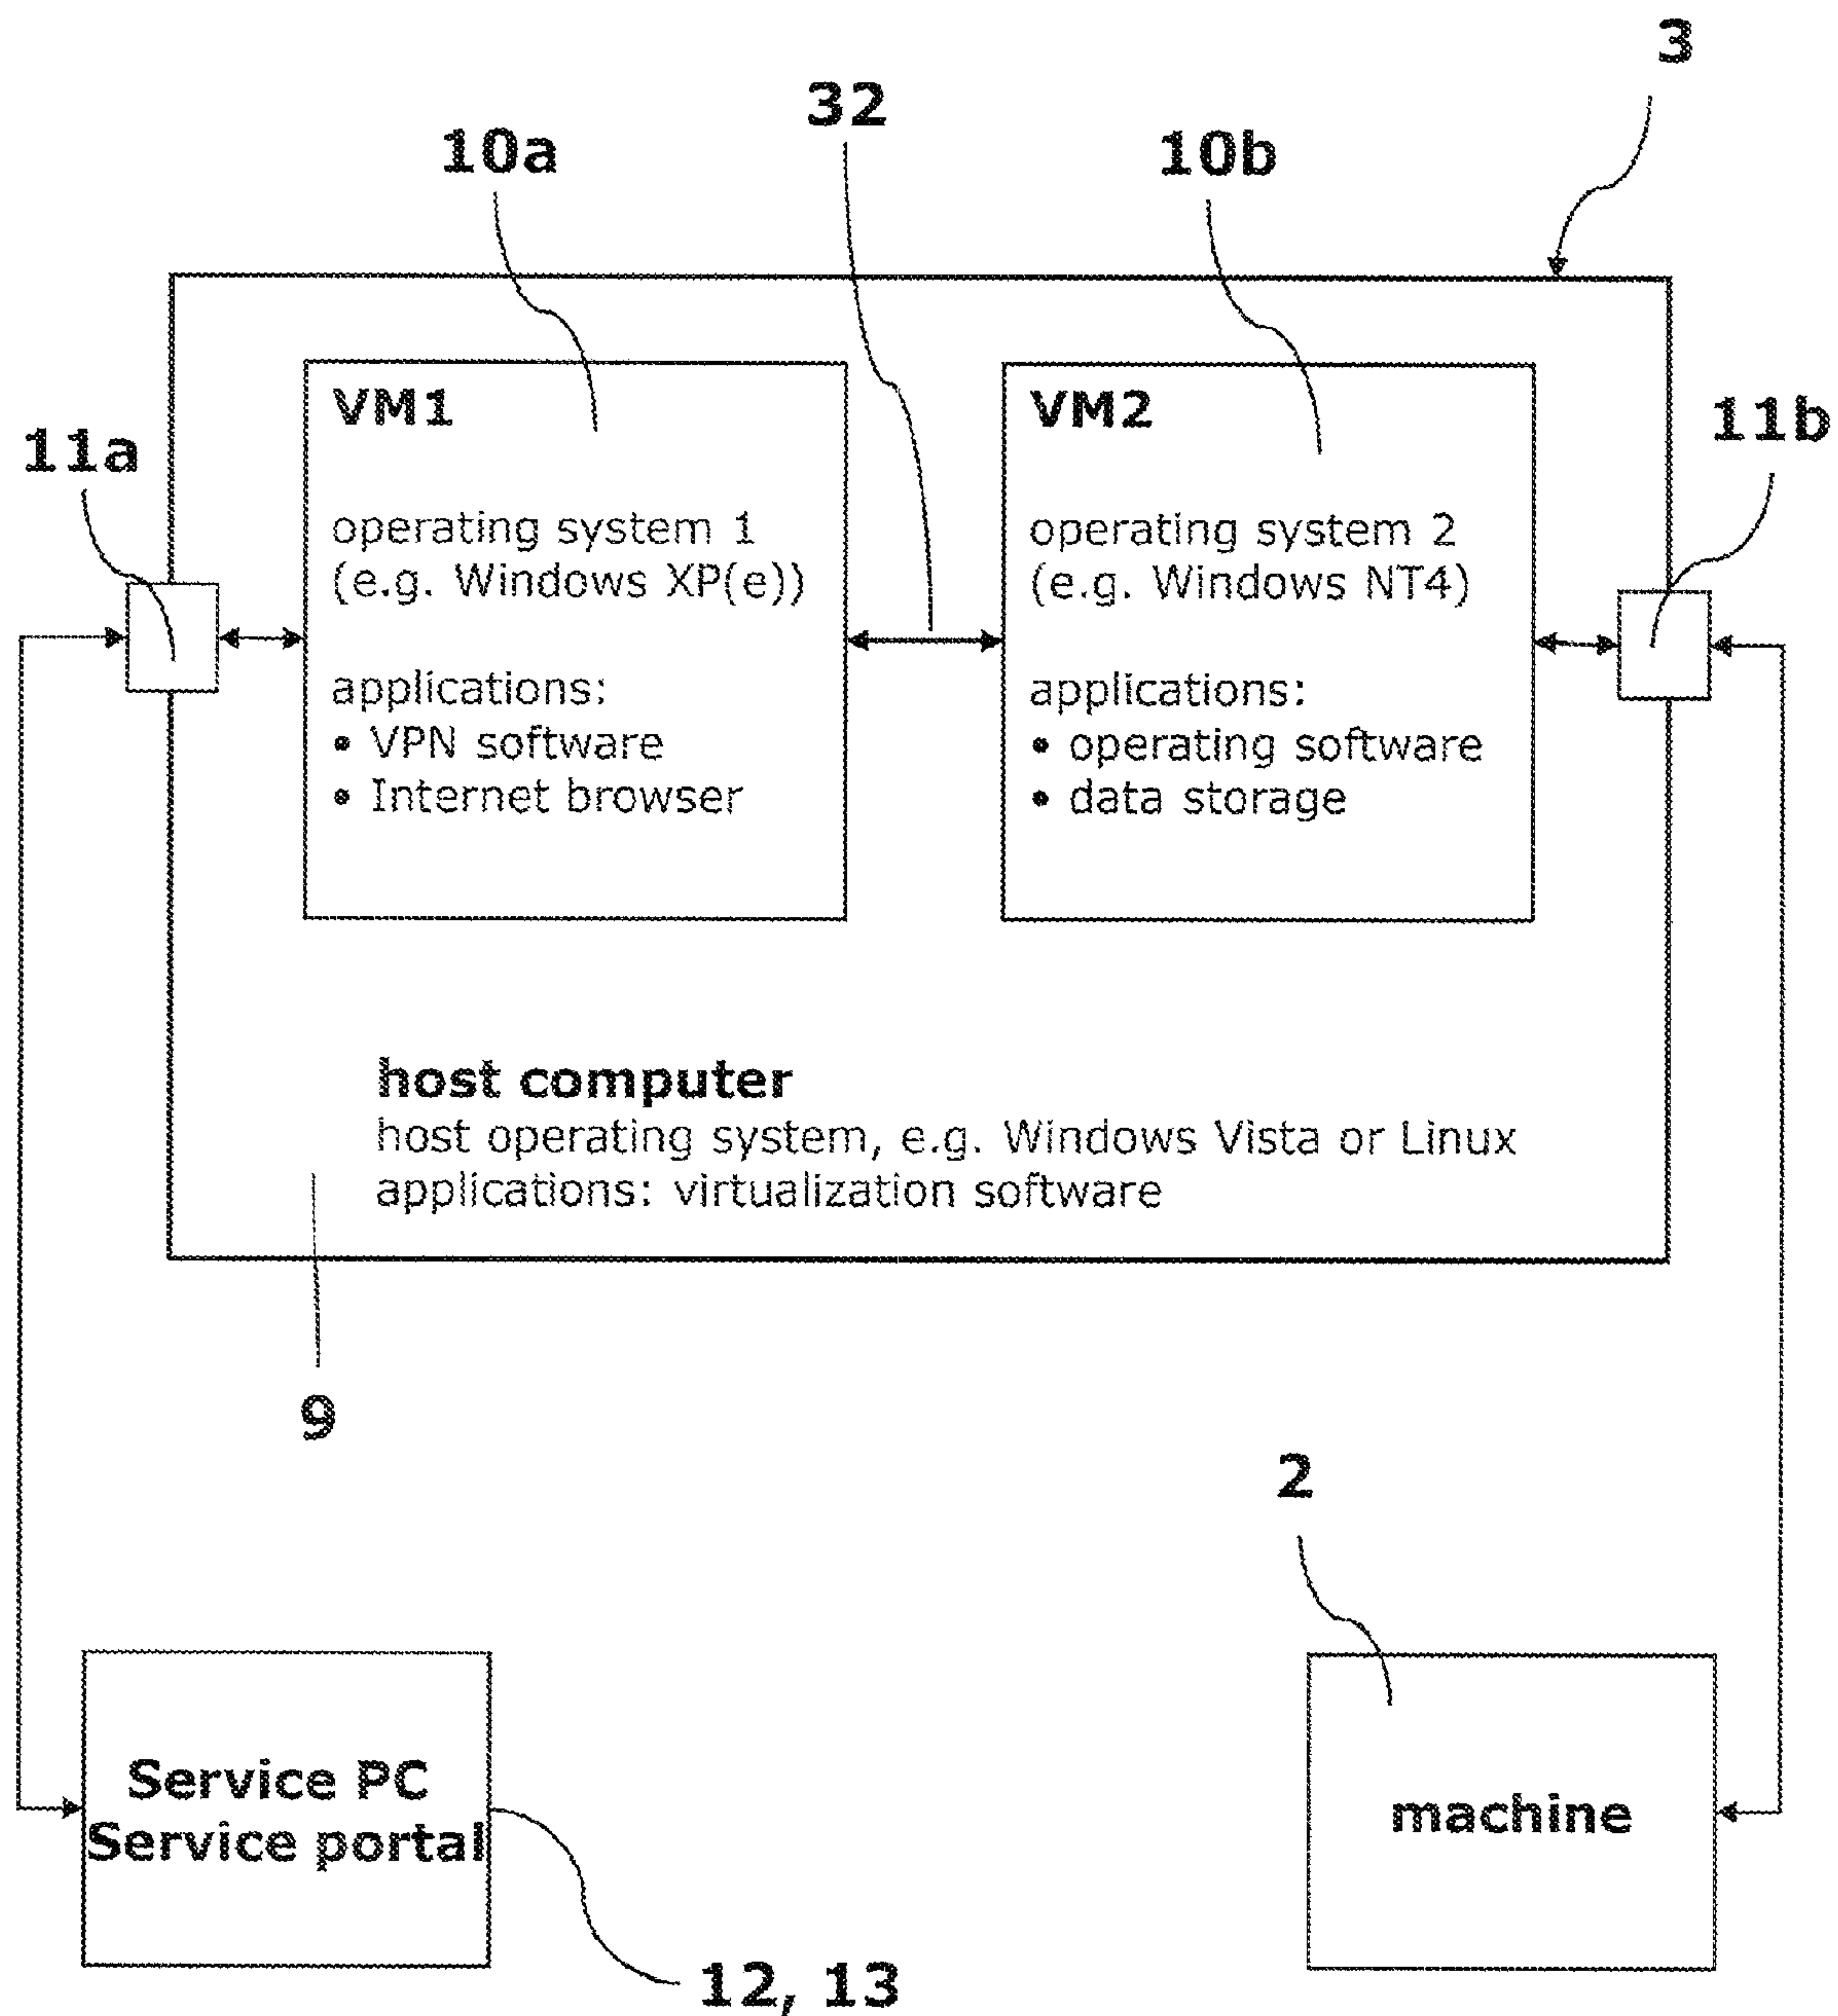 3
32
10a
10b
VM1
operating system 1
(e.g. Windows XP(e))
applications:
• VPN software
• Internet browser
VM2
operating system 2
(e.g. Windows NT4)
applications:
• operating software
• data storage
11a
11b
host computer
host operating system, e.g. Windows Vista or Linux
applications: virtualization software
9
2
Service PC
Service portal
machine
12, 13